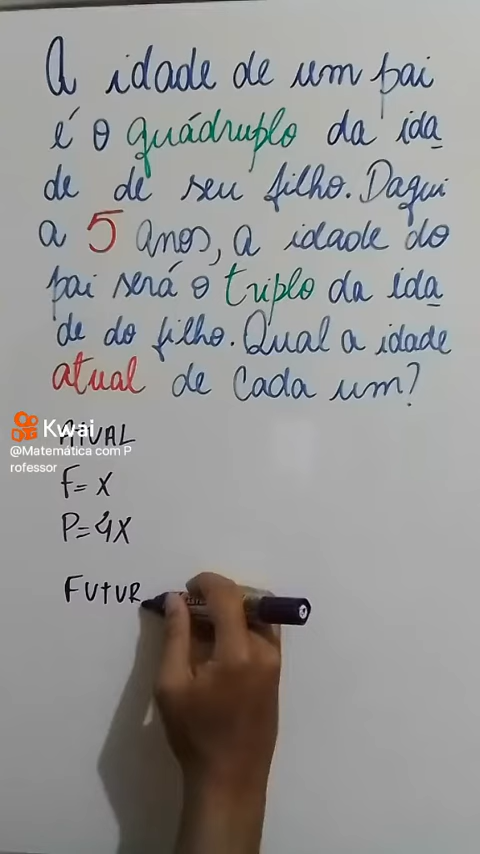 A idade de um pai
é o quádruplo da ida
de de seu filho. Daqui
a 5 anos, a idade do
pai será o triplo da ida
de do filho. Qual a idade
atual de cada um?
ATUAL
Kwai
@Matemática com P
rofessor
F= X
P=4X
FUTUR